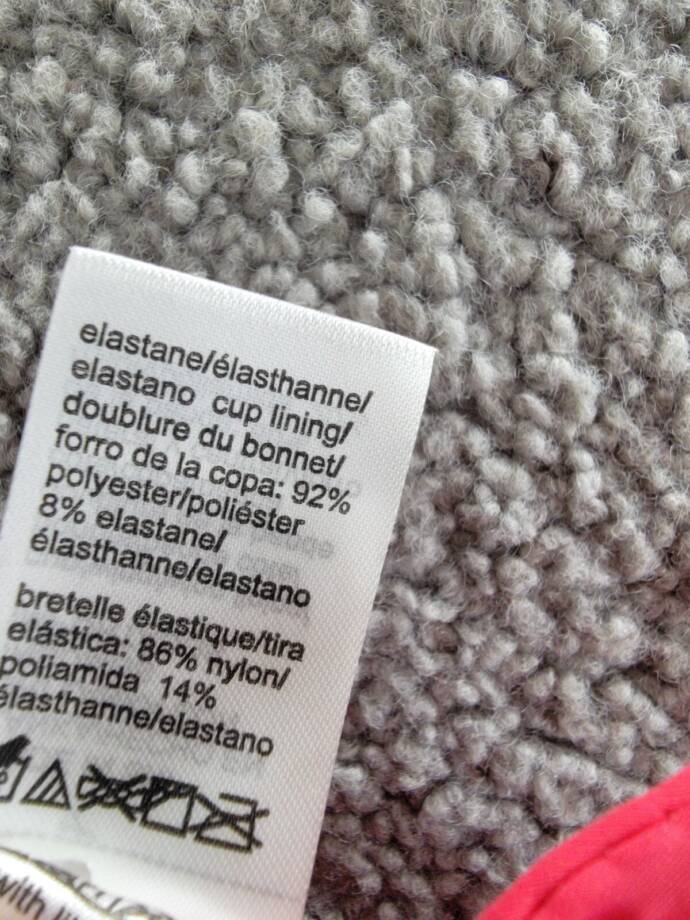 elastane/élasthanne/
elastano cup lining/
doublure du bonnet/
forro de la copa: 92%
polyester/poliéster
8% elastane/
élasthanne/elastano
bretelle élastique/tira
elástica: 86% nylon/
poliamida 14%
élasthanne/elastano
with